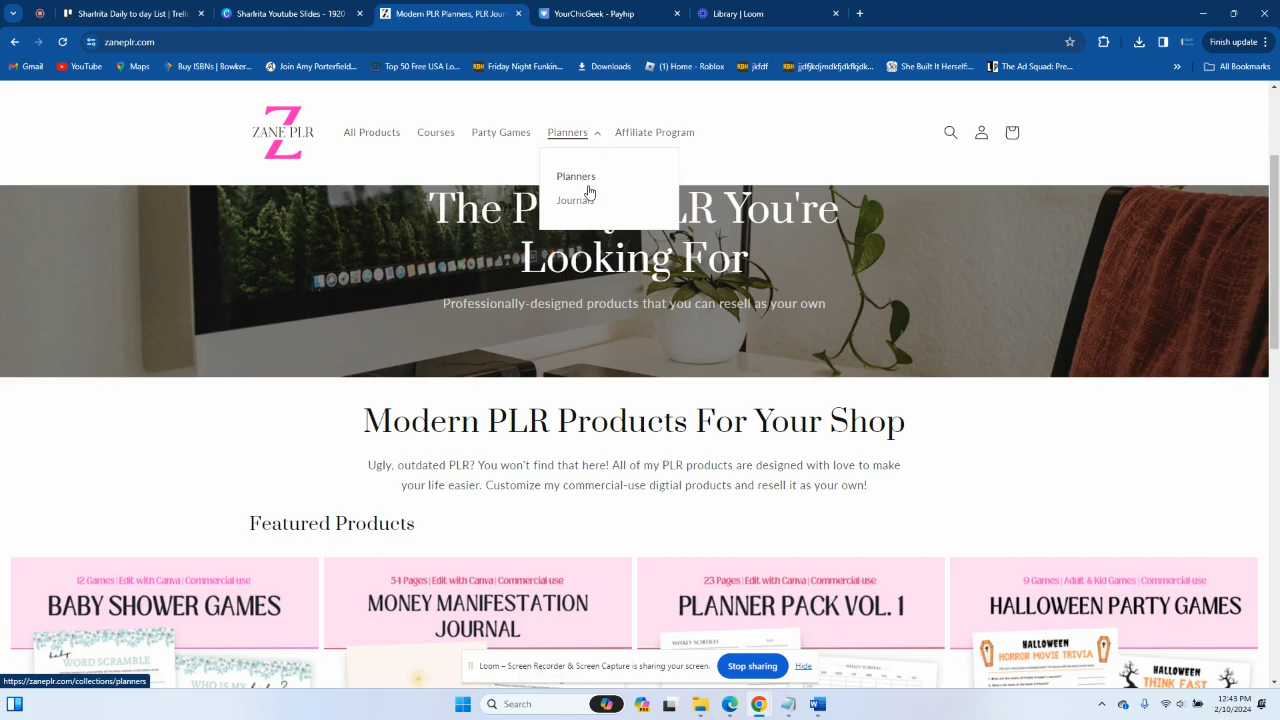 Sharlrita Daily to day List | Trell
Sharlrita Youtube Slides - 1920
Modern PLR Planners, PLR Jour
YourChicGeek - Payhip
Library | Loom
zaneplr.com
Finish update
Gmail
YouTube
Maps
Buy ISBNs | Bowker...
Join Amy Porterfield...
Top 50 Free USA Lo...
Friday Night Funkin...
Downloads
(1) Home - Roblox
jkfdf
jjdfjkdjmdkfjdkfkjdk...
She Built It Herself:...
The Ad Squad: Pre...
All Bookmarks
ZANE PLR
All Products
Courses
Party Games
Planners
Affiliate Program
Planners
Journals
The P LR You're
Looking For
Professionally-designed products that you can resell as your own
Modern PLR Products For Your Shop
Ugly, outdated PLR? You won't find that here! All of my PLR products are designed with love to make
your life easier. Customize my commercial-use digtial products and resell it as your own!
Featured Products
12 Games | Edit with Canva | Commercial use
BABY SHOWER GAMES
baby
WORD SCRAMBLE
WHO IS MY
54 Pages | Edit with Canva | Commercial use
MONEY MANIFESTATION
JOURNAL
23 Pages | Edit with Canva | Commercial use
PLANNER PACK VOL. 1
WEEKLY SCHEDULE
9 Games | Adult & Kid Games | Commercial use
HALLOWEEN PARTY GAMES
HALLOWEEN
HORROR MOVIE TRIVIA
HALLOWEEN
THINK FAST
Loom – Screen Recorder & Screen Capture is sharing your screen.
Stop sharing
Hide
https://zaneplr.com/collections/planners
Search
12:43 PM
2/10/2024